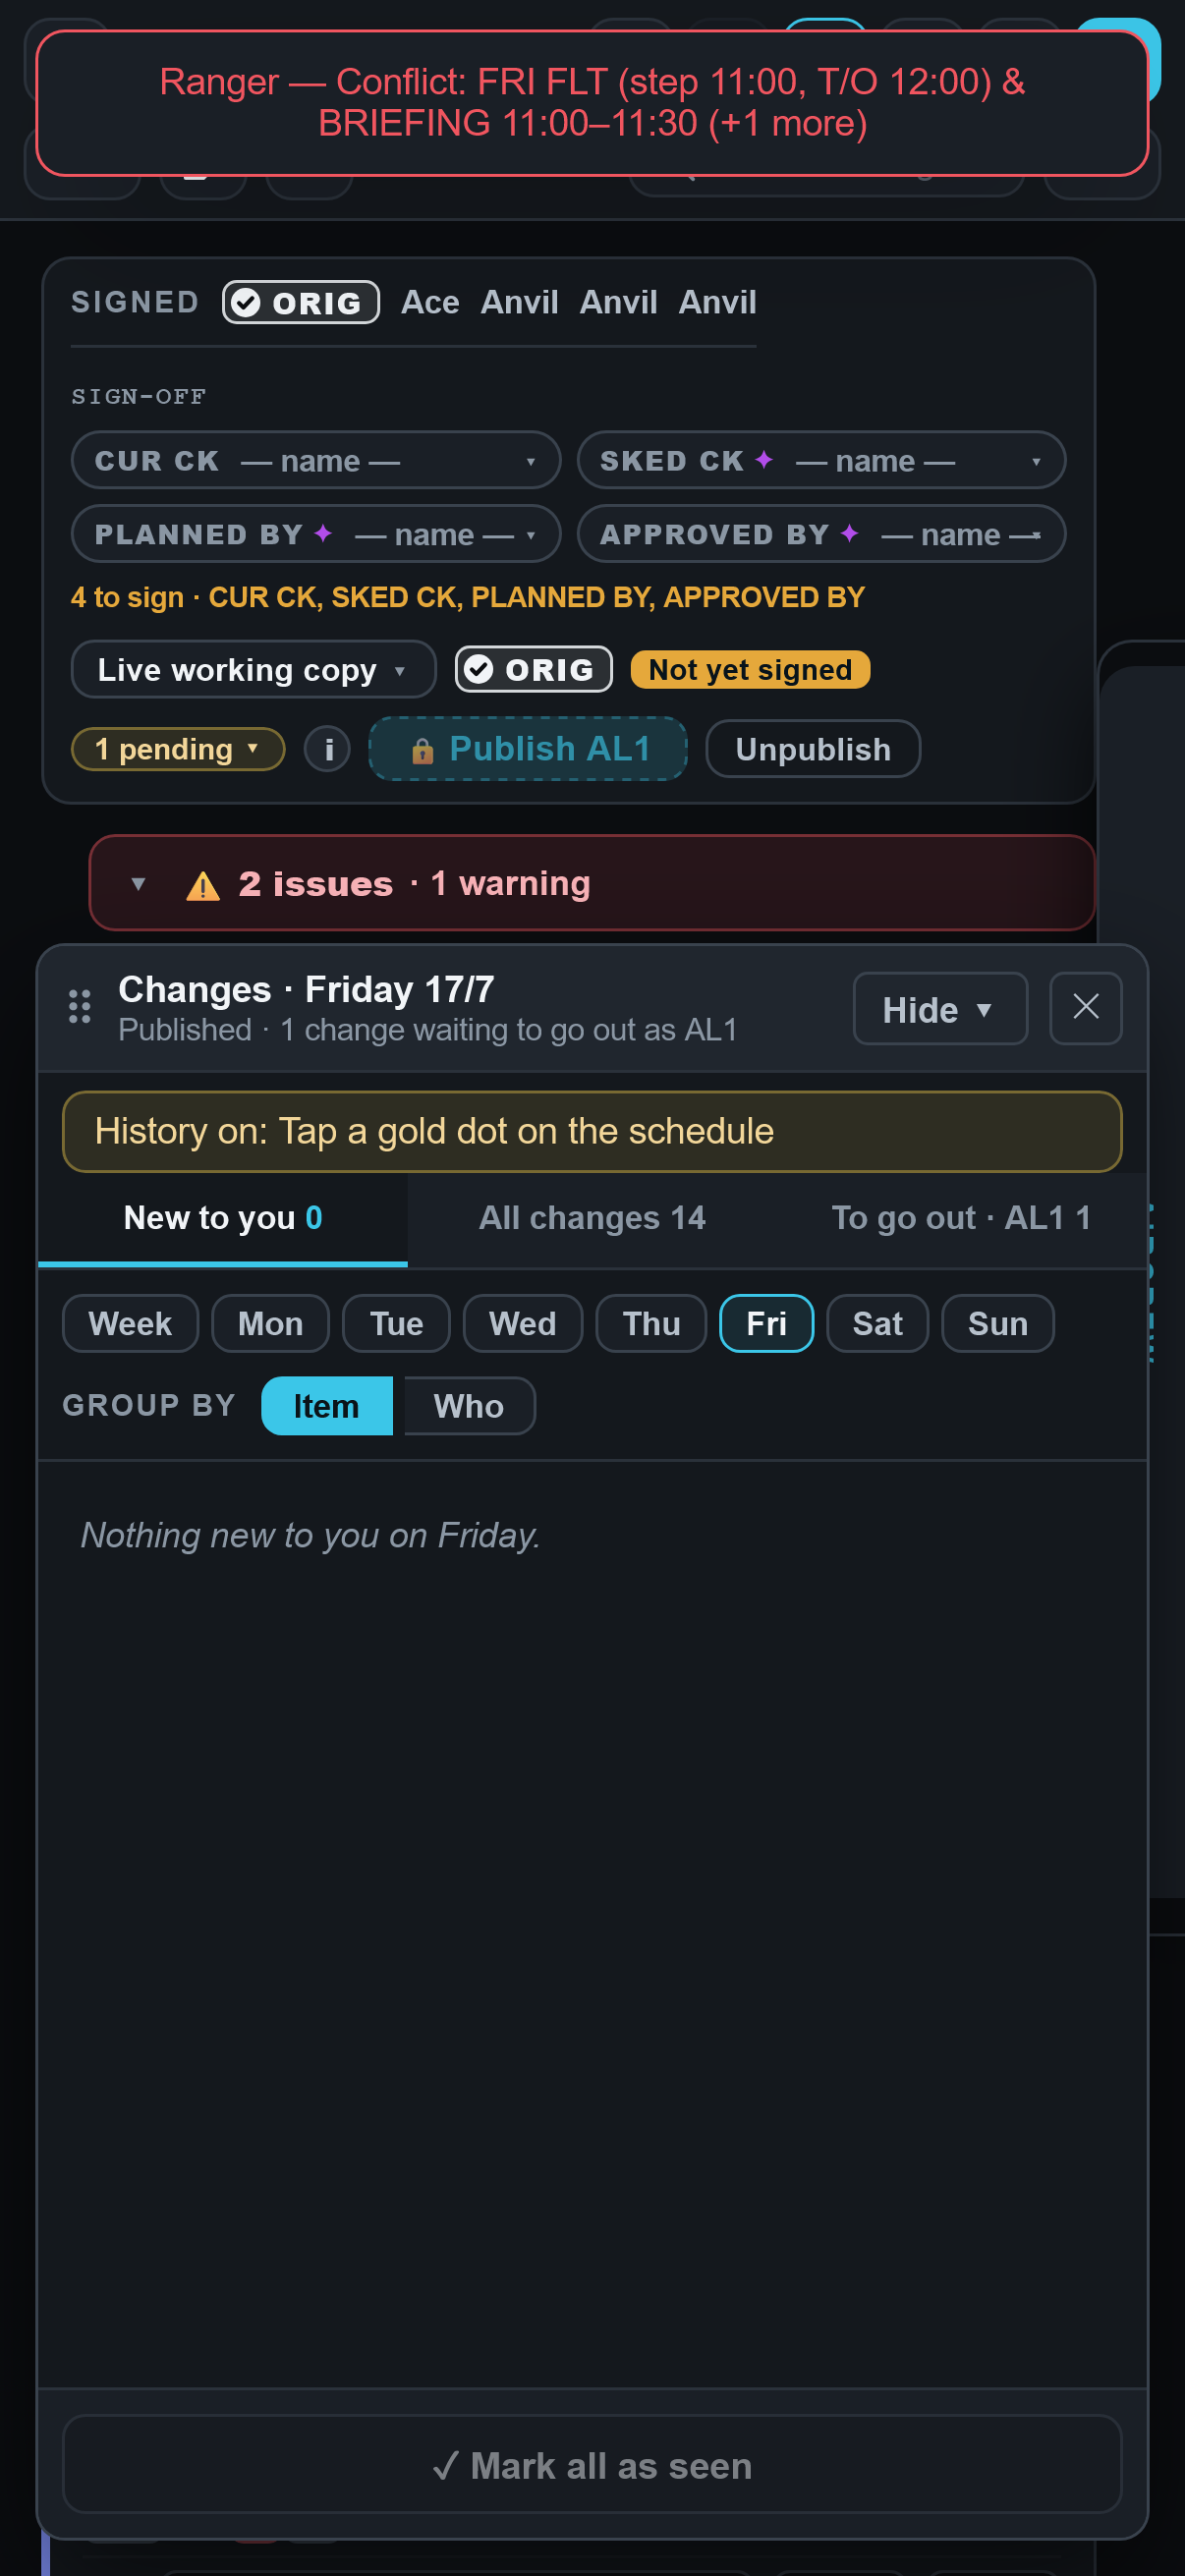 Ranger — Conflict: FRI FLT (step 11:00, T/O 12:00) &
BRIEFING 11:00–11:30 (+1 more)
SIGNED ORIG Ace Anvil Anvil Anvil
SIGN-OFF
CUR CK — name —
SKED CK — name —
PLANNED BY — name —
APPROVED BY — name —
4 to sign · CUR CK, SKED CK, PLANNED BY, APPROVED BY
Live working copy ORIG Not yet signed
1 pending i Publish AL1 Unpublish
2 issues · 1 warning
Changes · Friday 17/7
Published · 1 change waiting to go out as AL1
Hide
History on: Tap a gold dot on the schedule
New to you 0 All changes 14 To go out · AL1 1
Week Mon Tue Wed Thu Fri Sat Sun
GROUP BY Item Who
Nothing new to you on Friday.
✓ Mark all as seen